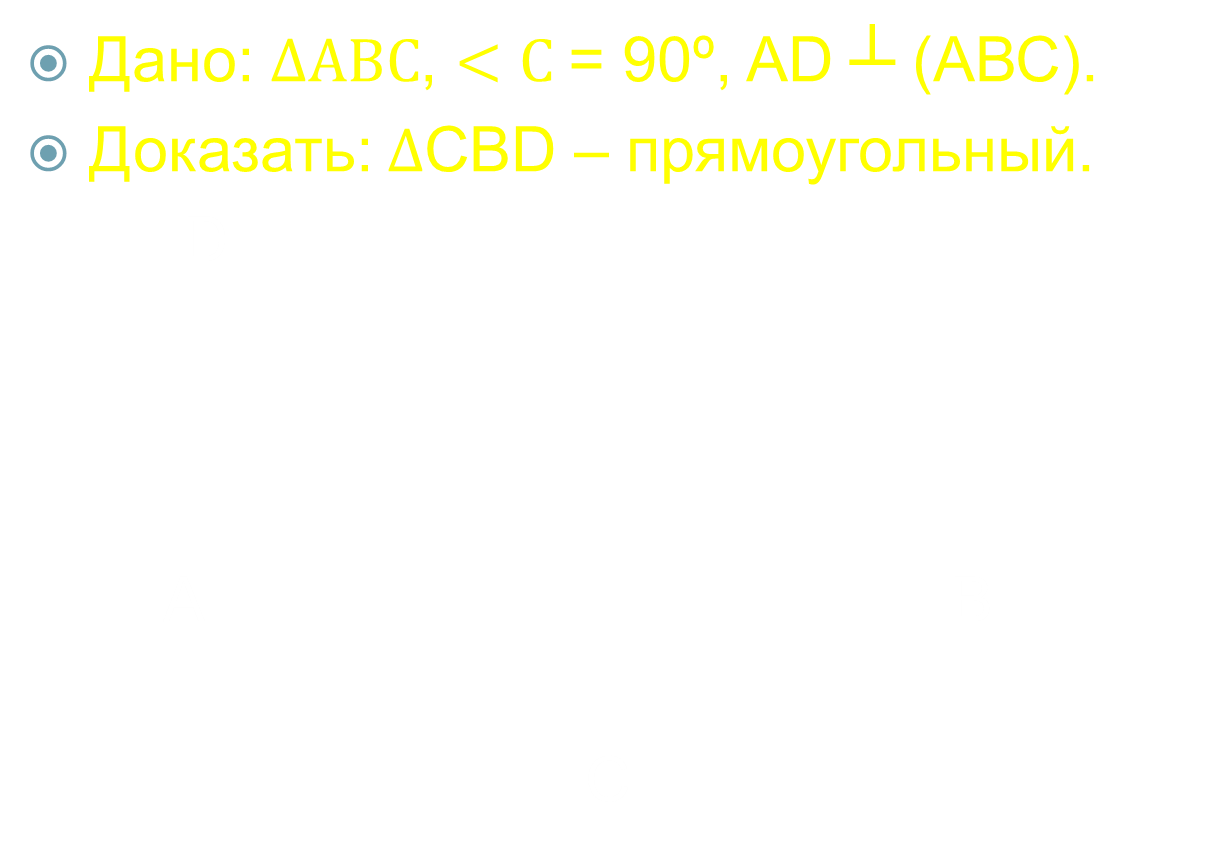 Дано: ΔABC, < C = 90º, AD ┴ (ABC).
Доказать: ΔCBD – прямоугольный.